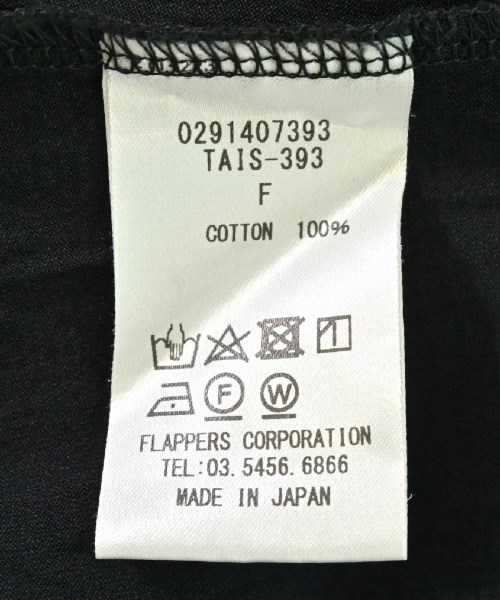 0291407393
TAIS-393
F
COTTON 100%
F W
FLAPPERS CORPORATION
TEL:03.5456.6866
MADE IN JAPAN